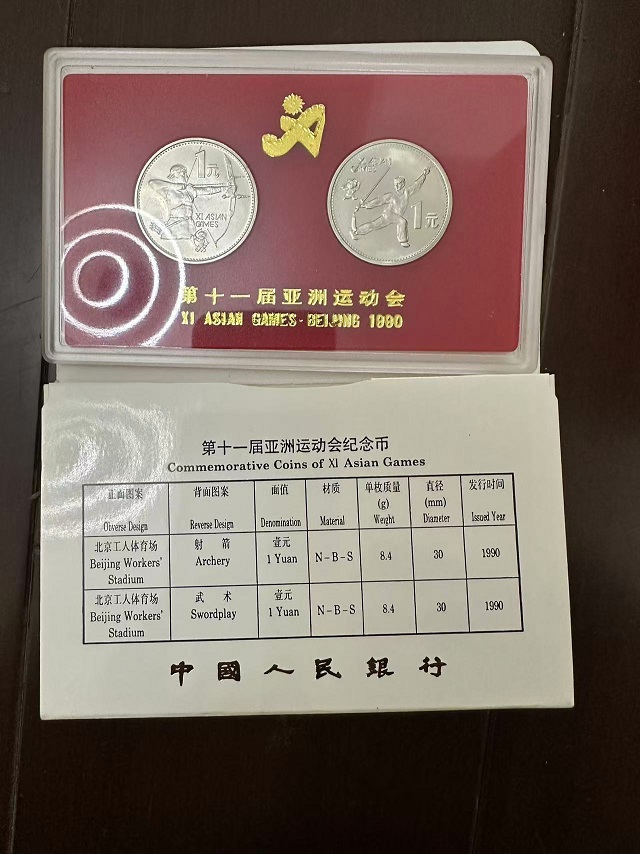 1元
XI ASIAN
GAMES
XI ASIAN
GAMES
1元
第十一届亚洲运动会
XI ASIAN GAMES-BEIJING 1990
第十一届亚洲运动会纪念币
Commemorative Coins of XI Asian Games
正面图案 背面图案 面值 材质 单枚质量 直径 发行时间
(g) (mm)
Obverse Design Reverse Design Denomination Material Weight Diameter Issued Year
北京工人体育场 射 箭 壹元
Beijing Workers' Archery 1 Yuan N-B-S 8.4 30 1990
Stadium
北京工人体育场 武 术 壹元
Beijing Workers' Swordplay 1 Yuan N-B-S 8.4 30 1990
Stadium
中國人民銀行